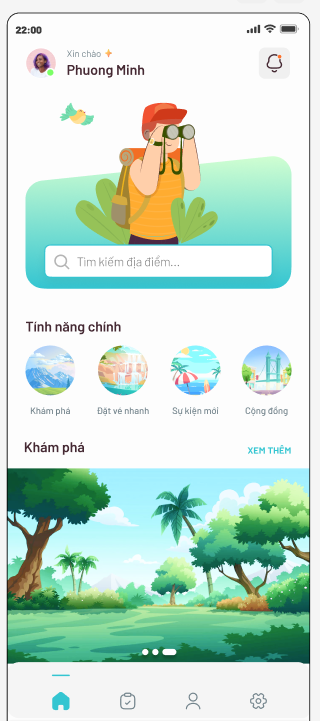 22:00
Xin chào
Phuong Minh
Tìm kiếm địa điểm...
Tính năng chính
Khám phá
Đặt vé nhanh
Sự kiện mới
Cộng đồng
Khám phá
XEM THÊM